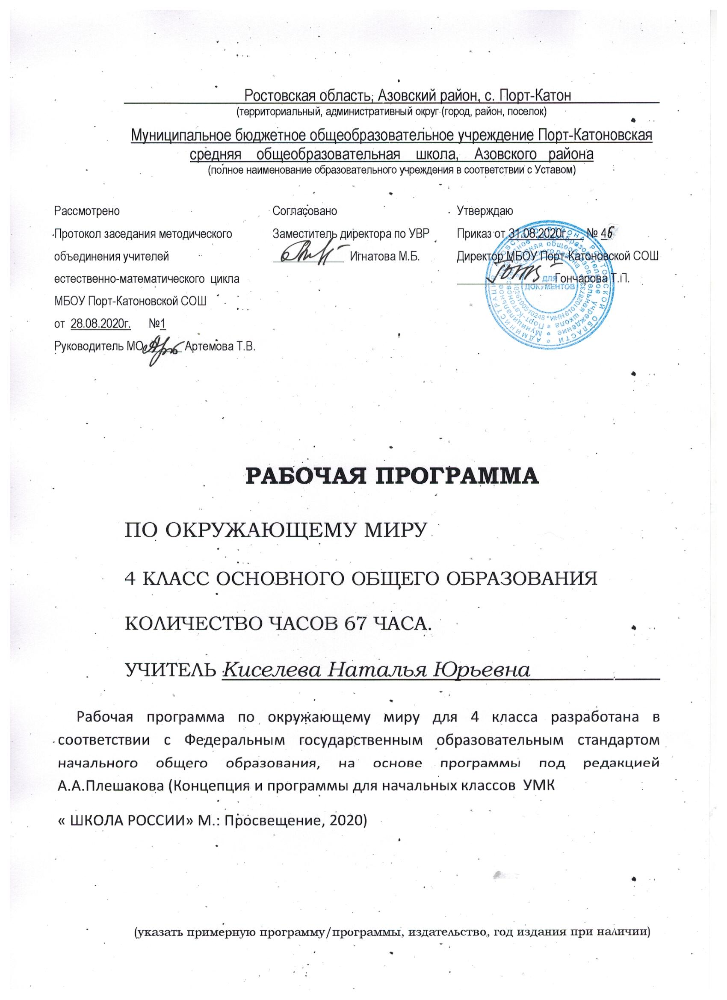 Ростовская область, Азовский район, с. Порт-Катон
(территориальный, административный округ (город, район, поселок)
Муниципальное бюджетное общеобразовательное учреждение Порт-Катоновская
средняя общеобразовательная школа, Азовского района
(полное наименование образовательного учреждения в соответствии с Уставом)
Рассмотрено
Протокол заседания методического
объединения учителей
естественно-математического цикла
МБОУ Порт-Катоновской СОШ
от 28.08.2020г. №1
Руководитель МО Артемова Т.В.
Согласовано
Заместитель директора по УВР
Игнатова М.Б.
Утверждаю
Приказ от 31.08.2020г. № 46
Директор МБОУ Порт-Катоновской СОШ
Гончарова Т.П.
ДЛЯ
ДОКУМЕНТОВ
РАБОЧАЯ ПРОГРАММА
ПО ОКРУЖАЮЩЕМУ МИРУ
4 КЛАСС ОСНОВНОГО ОБЩЕГО ОБРАЗОВАНИЯ
КОЛИЧЕСТВО ЧАСОВ 67 ЧАСА.
УЧИТЕЛЬ Киселева Наталья Юрьевна
Рабочая программа по окружающему миру для 4 класса разработана в
соответствии с Федеральным государственным образовательным стандартом
начального общего образования, на основе программы под редакцией
А.А.Плешакова (Концепция и программы для начальных классов УМК
« ШКОЛА РОССИИ» М.: Просвещение, 2020)
(указать примерную программу/программы, издательство, год издания при наличии)